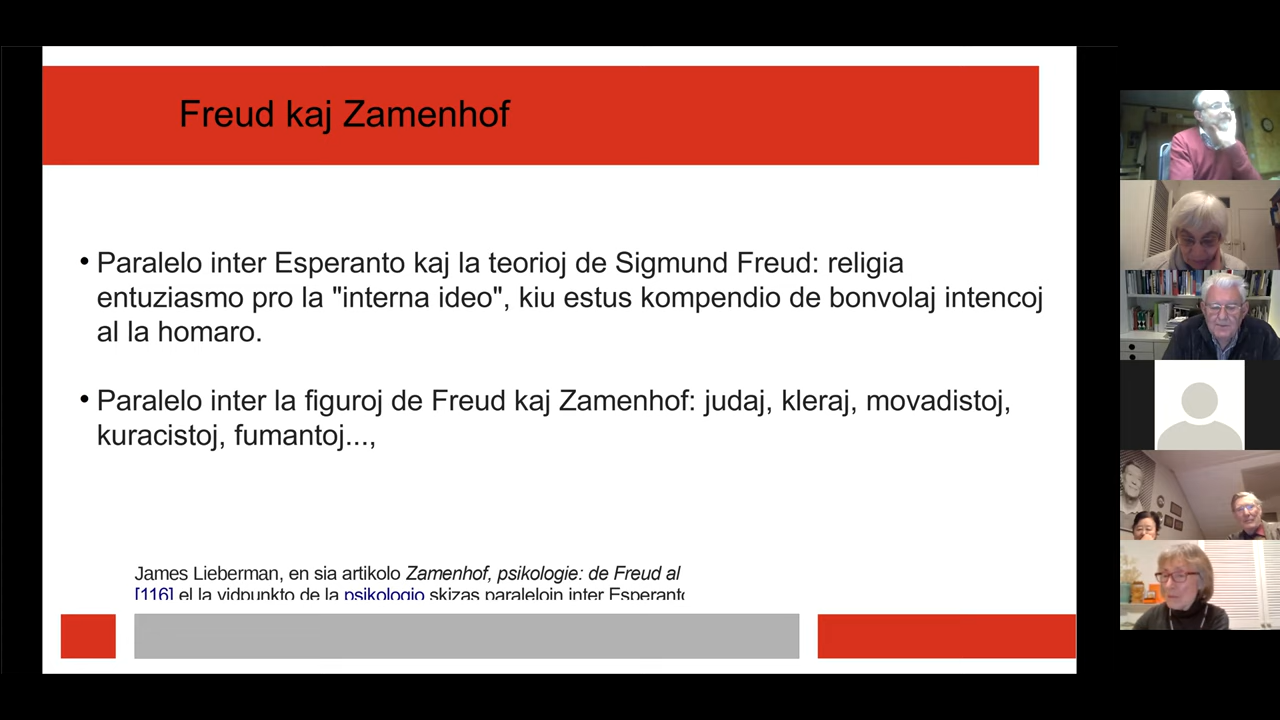 Freud kaj Zamenhof
• Paralelo inter Esperanto kaj la teorioj de Sigmund Freud: religia
entuziasmo pro la "interna ideo", kiu estus kompendio de bonvolaj intencoj
al la homaro.
• Paralelo inter la figuroj de Freud kaj Zamenhof: judaj, kleraj, movadistoj,
kuracistoj, fumantoj...,
James Lieberman, en sia artikolo Zamenhof, psikologie: de Freud al
[116] el la vidpunkto de la psikologio skizas paralelojn inter Esperanto